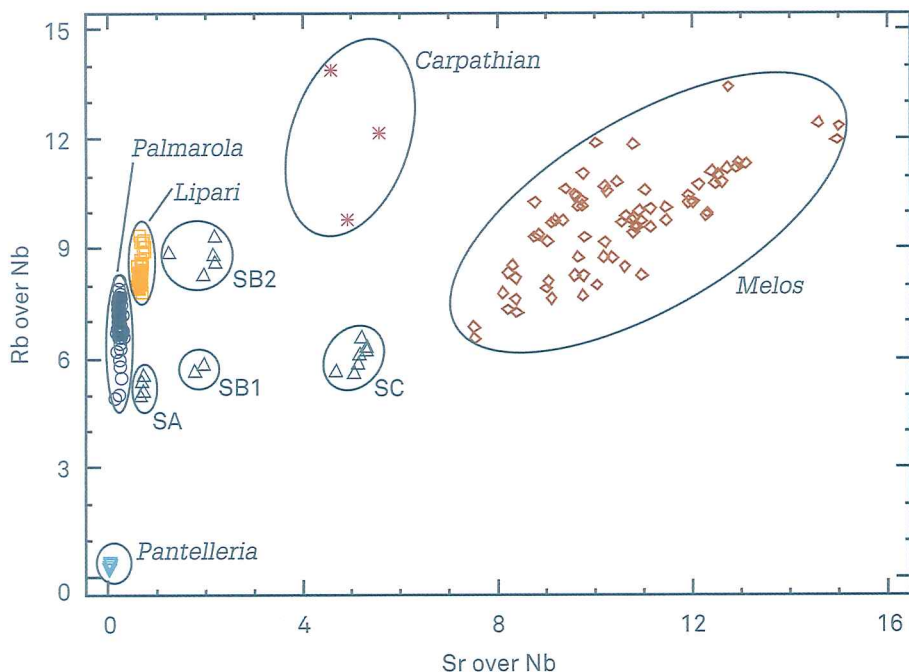 15
12
9
6
3
0
Rb over Nb
Carpathian
Palmarola
Lipari
SB2
Melos
SB1
SA
SC
Pantelleria
0
4
8
12
16
Sr over Nb